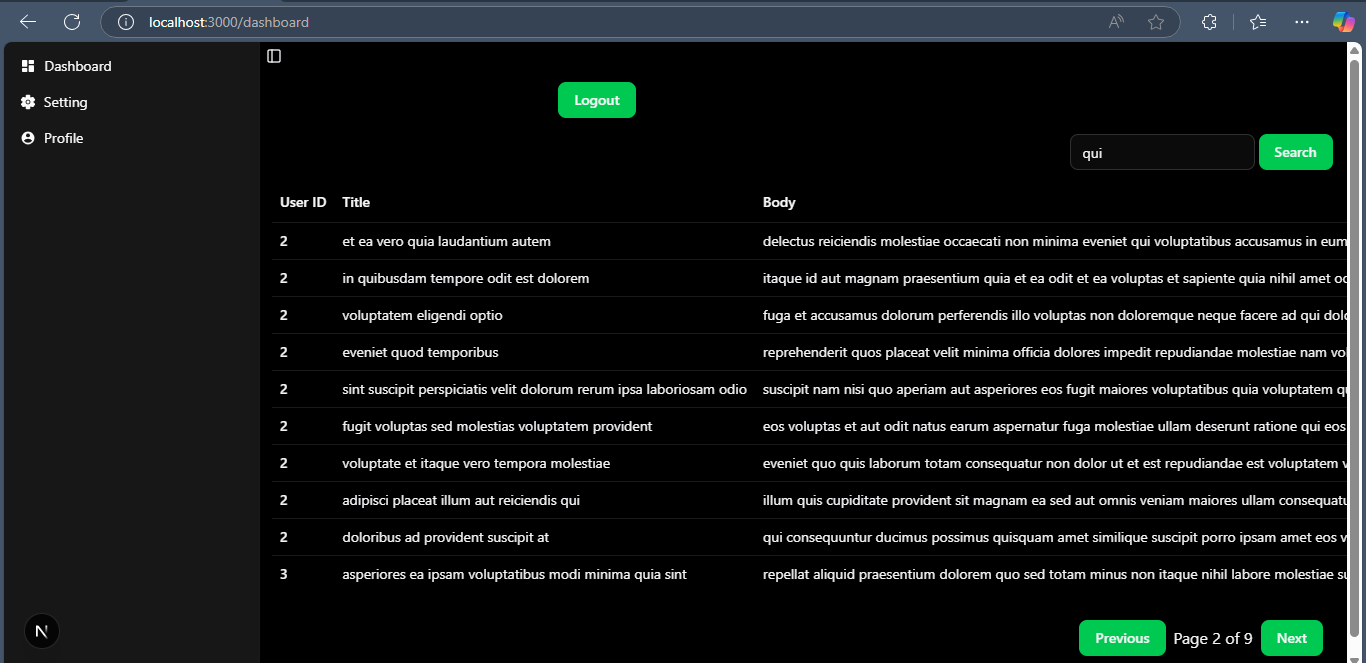 localhost:3000/dashboard
Dashboard
Setting
Profile
Logout
qui Search
User ID Title Body
2 et ea vero quia laudantium autem delectus reiciendis molestiae occaecati non minima eveniet qui voluptatibus accusamus in eum
2 in quibusdam tempore odit est dolorem itaque id aut magnam praesentium quia et ea odit et ea voluptas et sapiente quia nihil amet
2 voluptatem eligendi optio fuga et accusamus dolorum perferendis illo voluptas non doloremque neque facere ad qui
2 eveniet quod temporibus reprehenderit quos placeat velit minima officia dolores impedit repudiandae molestiae nam
2 sint suscipit perspiciatis velit dolorum rerum ipsa laboriosam odio suscipit nam nisi quo aperiam aut asperiores eos fugit maiores voluptatibus quia voluptatem
2 fugit voluptas sed molestias voluptatem provident eos voluptas et aut odit natus earum aspernatur fuga molestiae ullam deserunt ratione qui eos
2 voluptate et itaque vero tempora molestiae eveniet quo quis laborum totam consequatur non dolor ut et est repudiandae est voluptatem
2 adipisci placeat illum aut reiciendis qui illum quis cupiditate provident sit magnam ea sed aut omnis veniam maiores ullam
2 doloribus ad provident suscipit at qui consequuntur ducimus possimus quisquam amet similique suscipit porro ipsam amet eos
3 asperiores ea ipsam voluptatibus modi minima quia sint repellat aliquid praesentium dolorem quo sed totam minus non itaque nihil labore molestiae
N
Previous Page 2 of 9 Next